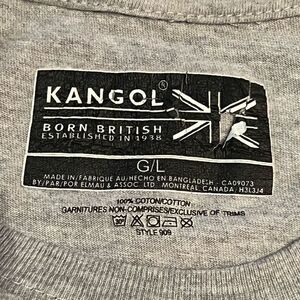 KANGOL®
BORN BRITISH
ESTABLISHED IN 1938
G/L
MADE IN/FABRIQUE AU/HECHO EN BANGLADESH CA09073
BY/PAR/POR ELMAU & ASSOC. LTD. MONTREAL, CANADA, H3L3J4
100% COTTON/COTTON
GARNITURES NON-COMPRISES/EXCLUSIVE OF TRIMS
STYLE 909